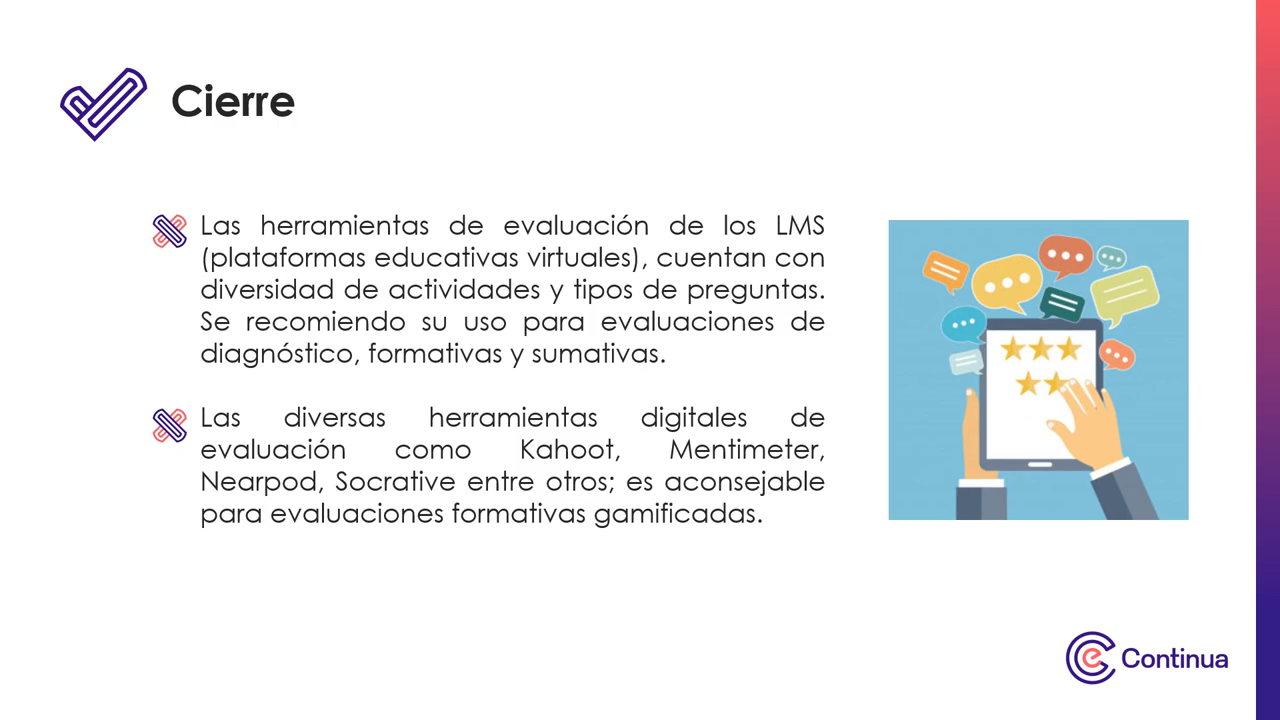 Cierre
Las herramientas de evaluación de los LMS
(plataformas educativas virtuales), cuentan con
diversidad de actividades y tipos de preguntas.
Se recomiendo su uso para evaluaciones de
diagnóstico, formativas y sumativas.
Las diversas herramientas digitales de
evaluación como Kahoot, Mentimeter,
Nearpod, Socrative entre otros; es aconsejable
para evaluaciones formativas gamificadas.
e Continua